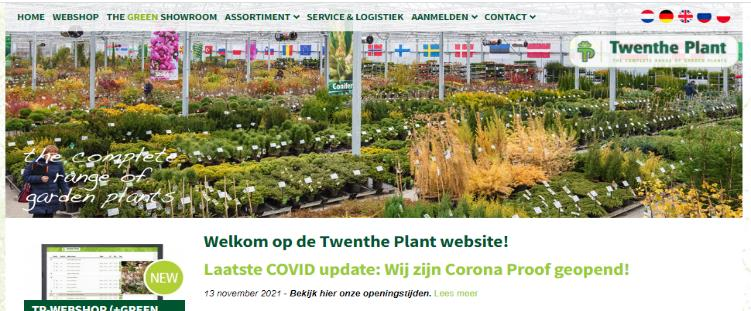 HOME WEBSHOP THE GREEN SHOWROOM ASSORTIMENT SERVICE & LOGISTIEK AANMELDEN CONTACT
Twenthe Plant
THE COMPLETE RANGE OF GARDEN PLANTS
Conifer
the complete
range of
garden plants
Welkom op de Twenthe Plant website!
NEW
Laatste COVID update: Wij zijn Corona Proof geopend!
13 november 2021 - Bekijk hier onze openingstijden. Lees meer
TP-WEBSHOP (+GREEN